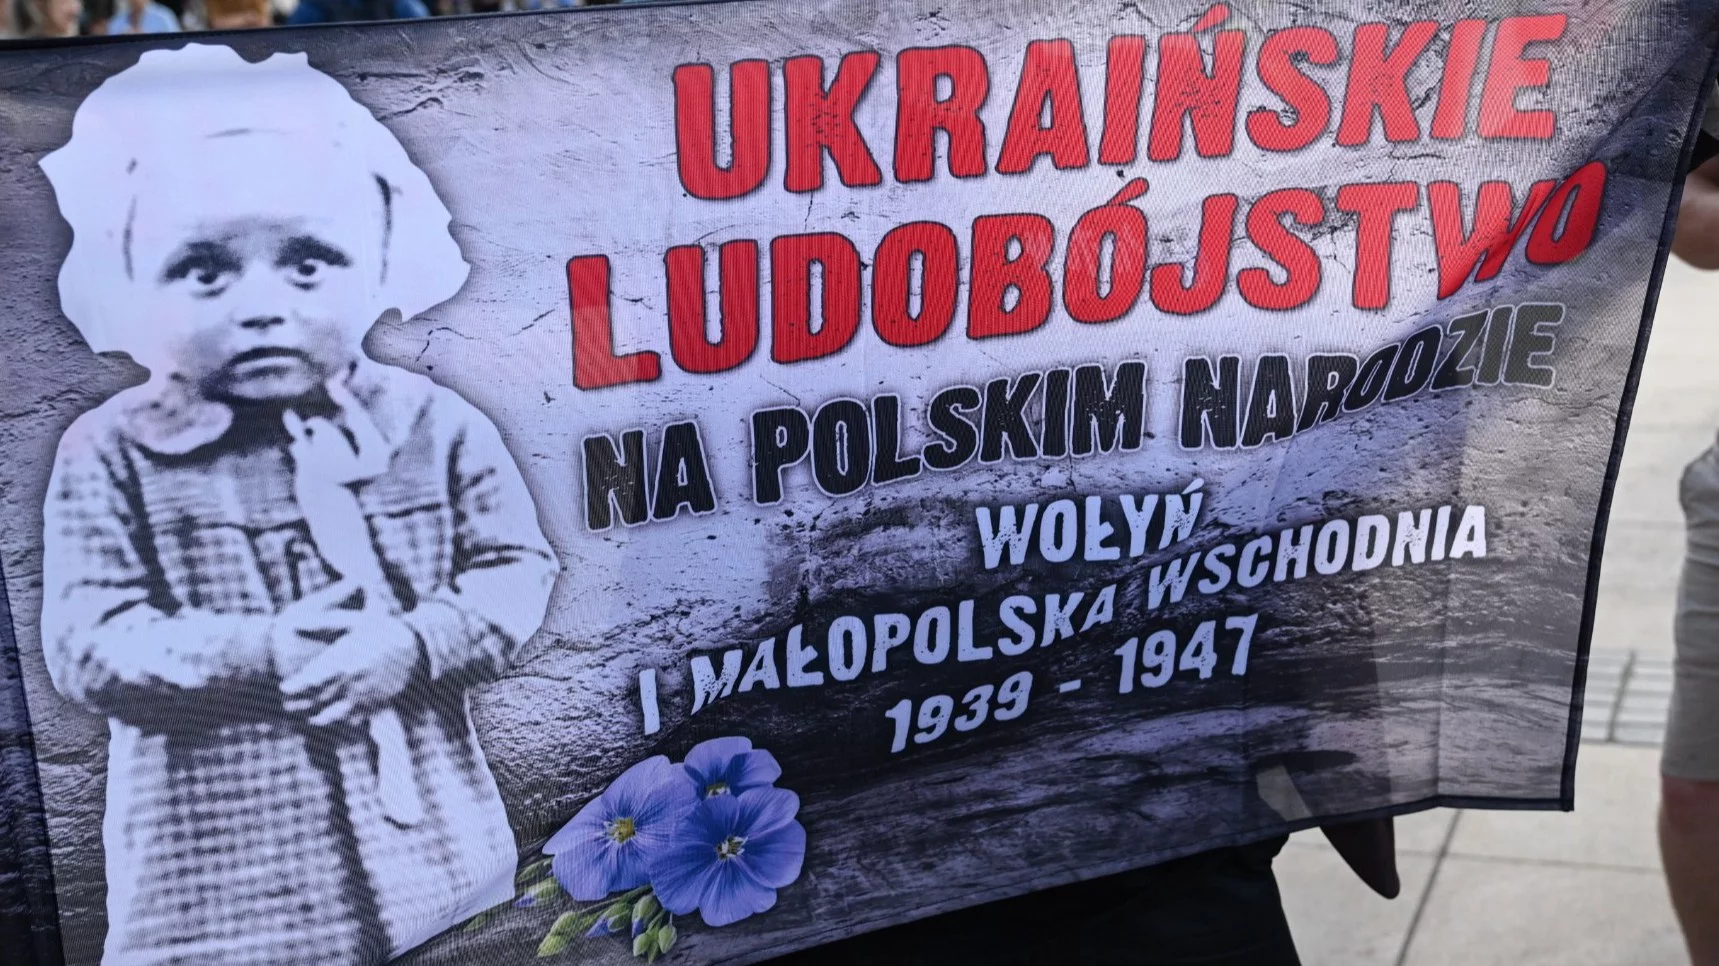 UKRAIŃSKIE
LUDOBÓJSTWO
NA POLSKIM NARODZIE
WOŁYŃ
I MAŁOPOLSKA WSCHODNIA
1939 - 1947